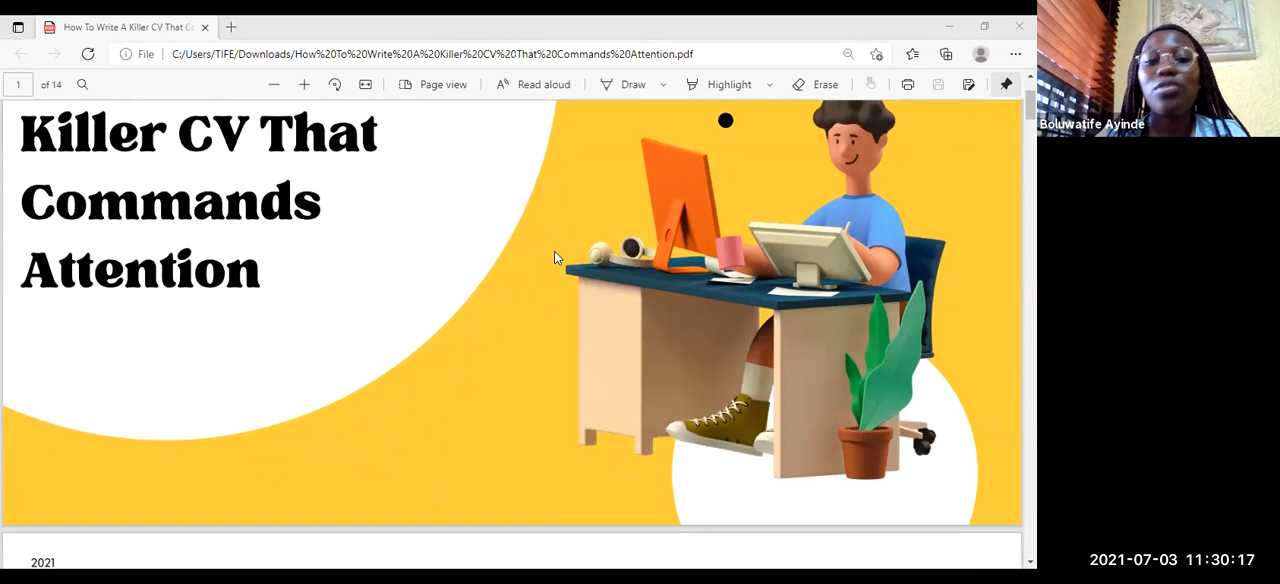 How To Write A Killer CV That C
File
C:/Users/TIFE/Downloads/How%20To%20Write%20A%20Killer%20CV%20That%20Commands%20Attention.pdf
1 of 14
Page view
Read aloud
Draw
Highlight
Erase
Killer CV That
Commands
Attention
2021
Boluwatife Ayinde
2021-07-03 11:30:17